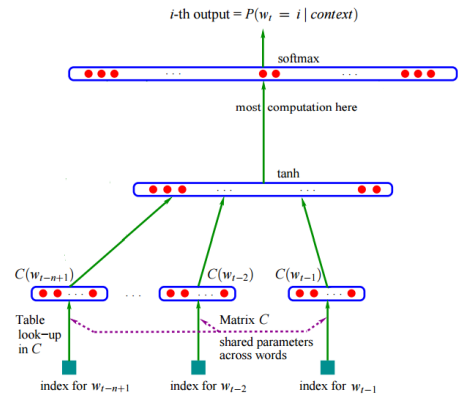 i-th output = P(w_t = i | context)
softmax
. . . . . .
most computation here
tanh
. . . . . .
C(w_{t−n+1}) C(w_{t−2}) C(w_{t−1})
. . . . . . . . . . . .
Table look−up in C
Matrix C
shared parameters across words
index for w_{t−n+1} index for w_{t−2} index for w_{t−1}